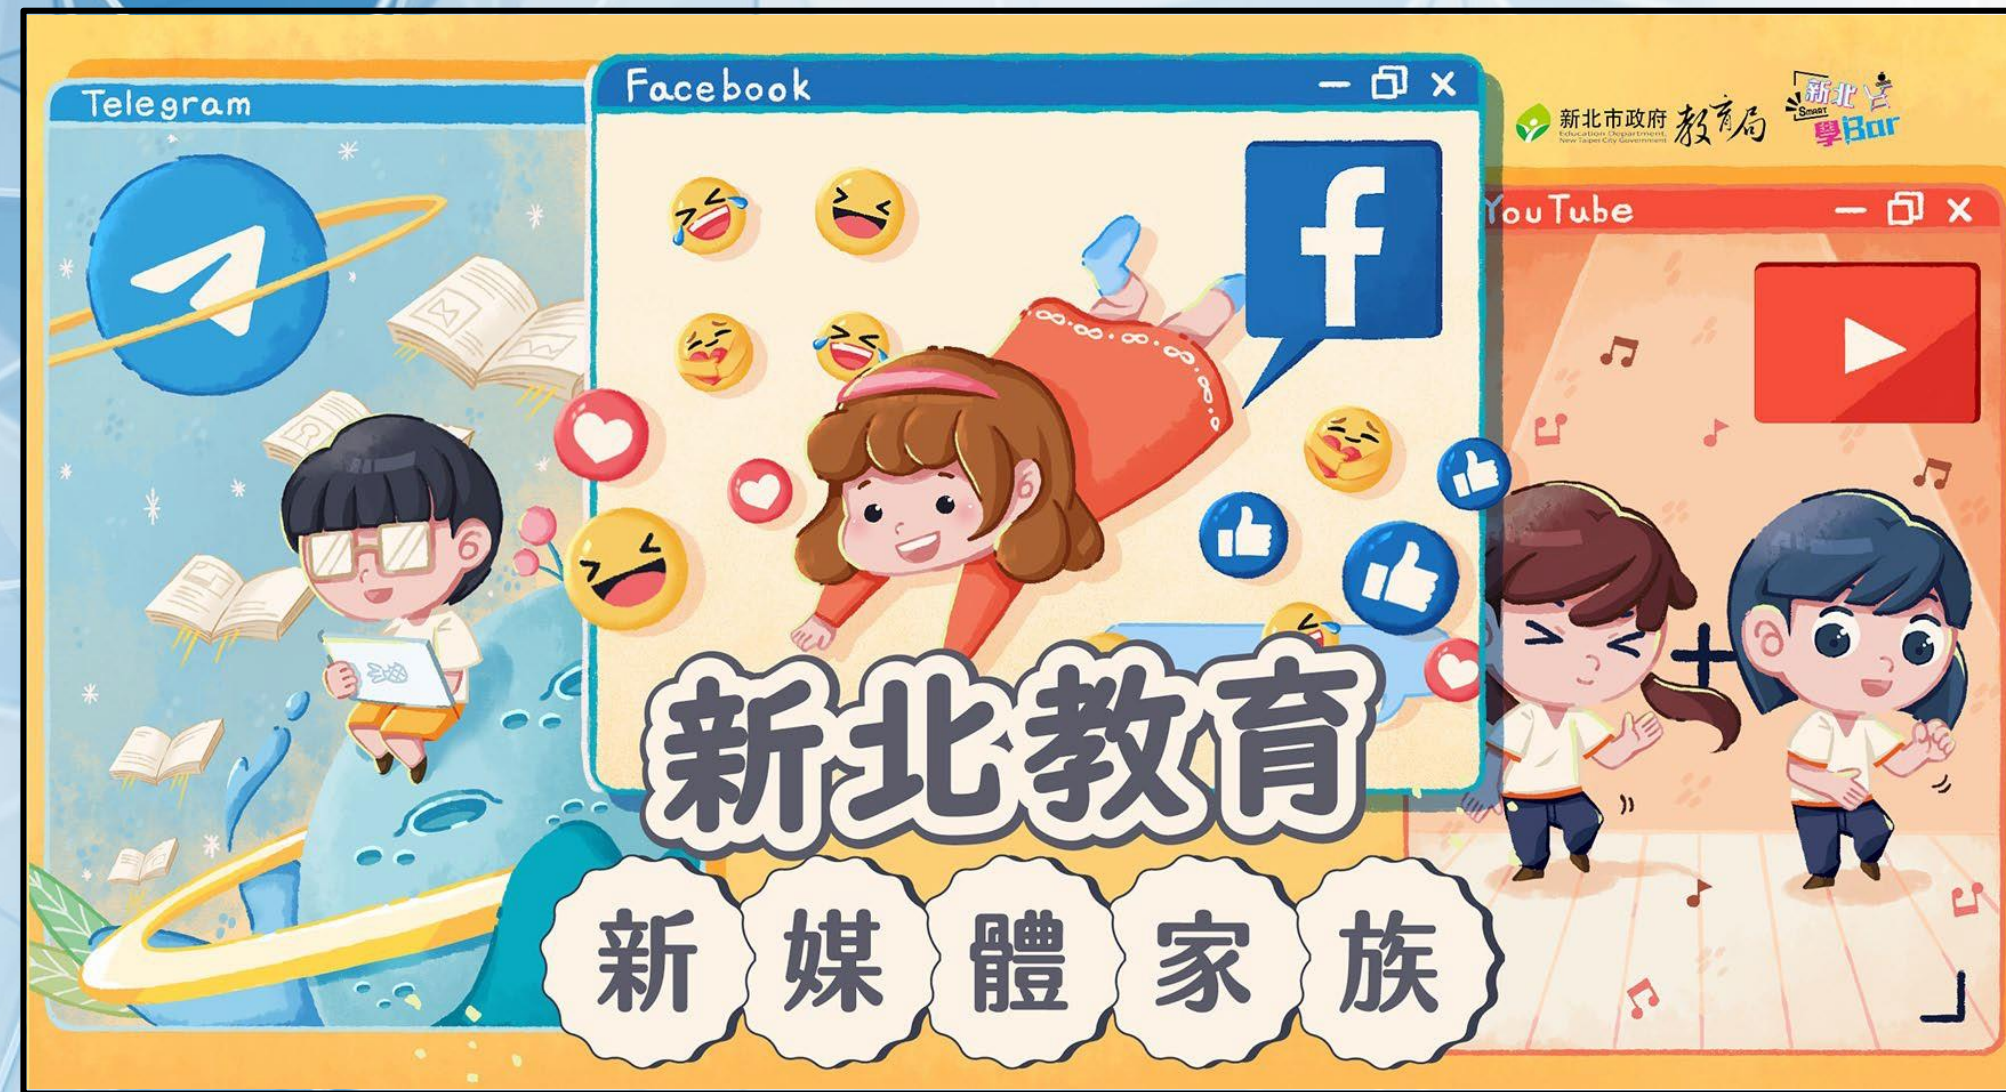 Telegram
Facebook
YouTube
新北市政府 教育局
Education Department,
New Taipei City Government
新北
Smart
學Bar
新北教育
新媒體家族